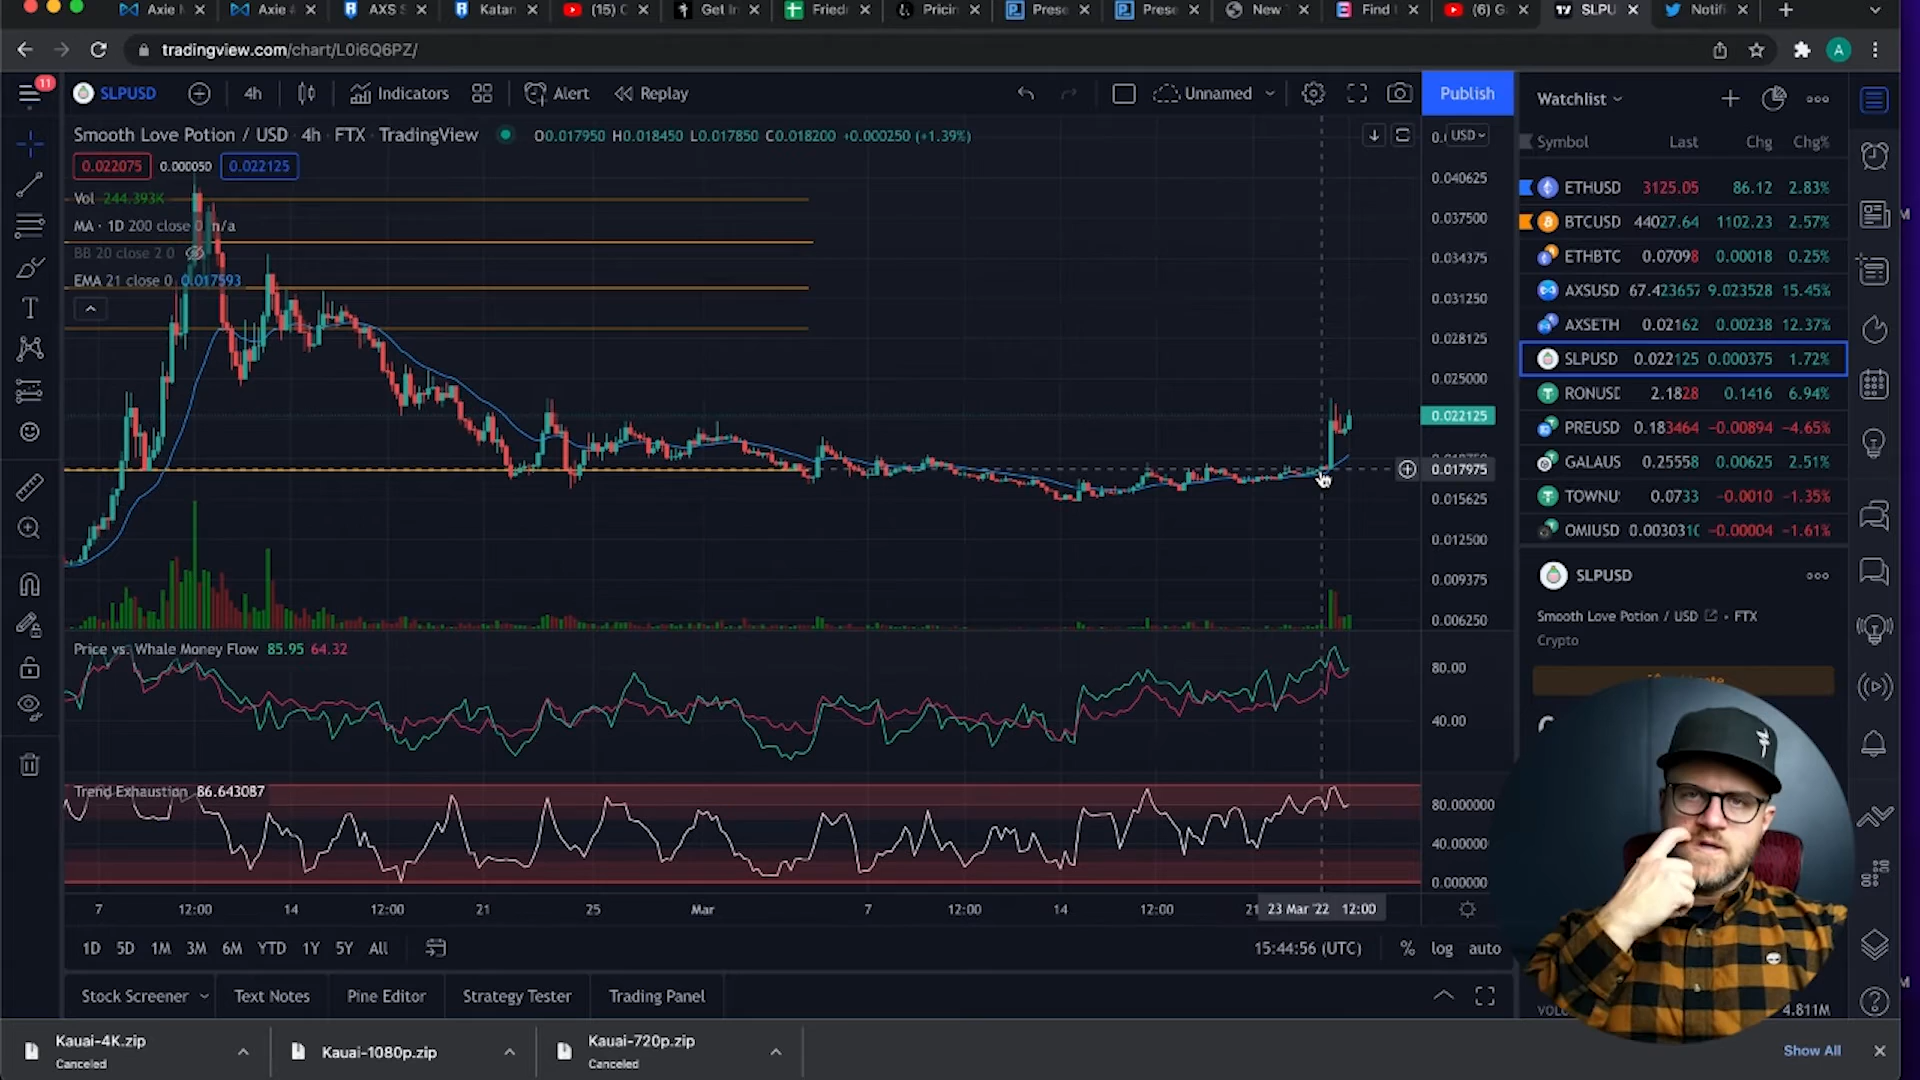 Axie M
Axie
AXS S
Katan
(15) C
Get In
Friedr
Pricin
Prese
Prese
New T
Find
(6) G
SLPU
Notifi
tradingview.com/chart/L0i6Q6PZ/
A
11
SLPUSD
4h
Indicators
Alert
Replay
Unnamed
Publish
Watchlist
Smooth Love Potion / USD · 4h · FTX · TradingView
O0.017950 H0.018450 L0.017850 C0.018200 +0.000250 (+1.39%)
USD
0.022075 0.000050 0.022125
Vol 244.393K
MA · 1D 200 close 0 n/a
BB 20 close 2 0
EMA 21 close 0 0.017593
0.040625
0.037500
0.034375
0.031250
0.028125
0.025000
0.022125
0.017975
0.015625
0.012500
0.009375
0.006250
Symbol Last Chg Chg%
ETHUSD 3125.05 86.12 2.83%
BTCUSD 44027.64 1102.23 2.57%
ETHBTC 0.07098 0.00018 0.25%
AXSUSD 67.423657 9.023528 15.45%
AXSETH 0.02162 0.00238 12.37%
SLPUSD 0.022125 0.000375 1.72%
RONUSD 2.1828 0.1416 6.94%
PREUSD 0.183464 -0.00894 -4.65%
GALAUS 0.25558 0.00625 2.51%
TOWNU 0.0733 -0.0010 -1.35%
OMIUSD 0.0030310 -0.00004 -1.61%
SLPUSD
Smooth Love Potion / USD · FTX
Crypto
4.811M
Price vs. Whale Money Flow 85.95 64.32
80.00
40.00
Trend Exhaustion 86.643087
80.000000
40.00000
0.000000
7 12:00 14 12:00 21 25 Mar 7 12:00 14 12:00 21 23 Mar '22 12:00
1D 5D 1M 3M 6M YTD 1Y 5Y All
15:44:56 (UTC) % log auto
Stock Screener Text Notes Pine Editor Strategy Tester Trading Panel
Kauai-4K.zip
Canceled
Kauai-1080p.zip
Kauai-720p.zip
Canceled
Show All